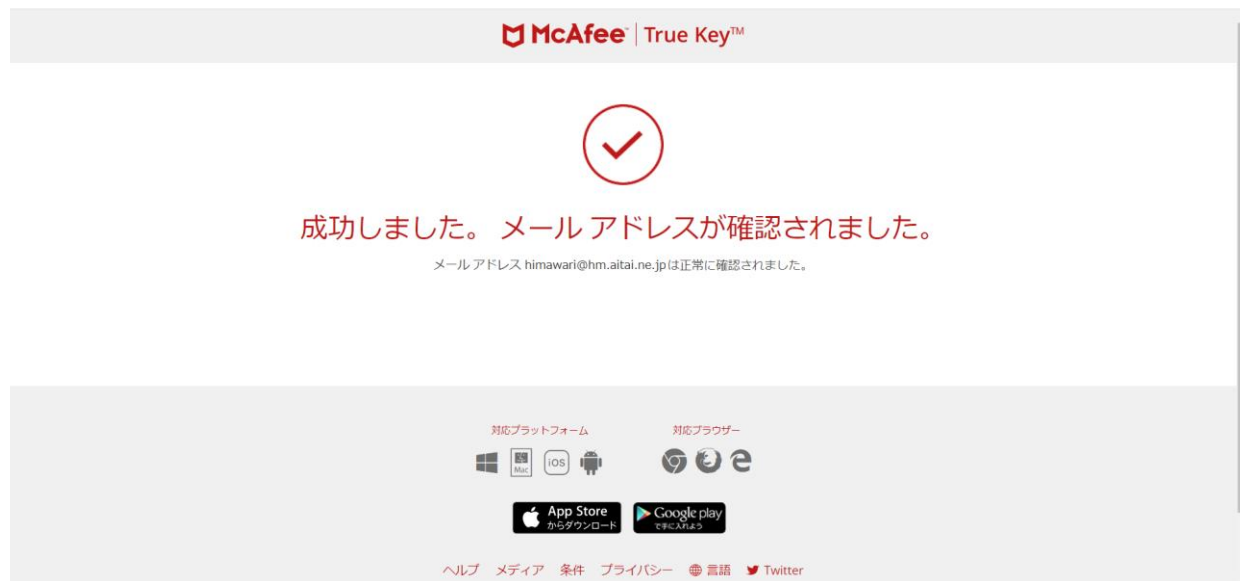 McAfee™ | True Key™
成功しました。 メール アドレスが確認されました。
メール アドレス himawari@hm.aitai.ne.jpは正常に確認されました。
対応プラットフォーム 対応ブラウザー
Mac iOS
App Store Google play
からダウンロード で手に入れよう
ヘルプ メディア 条件 プライバシー 言語 Twitter